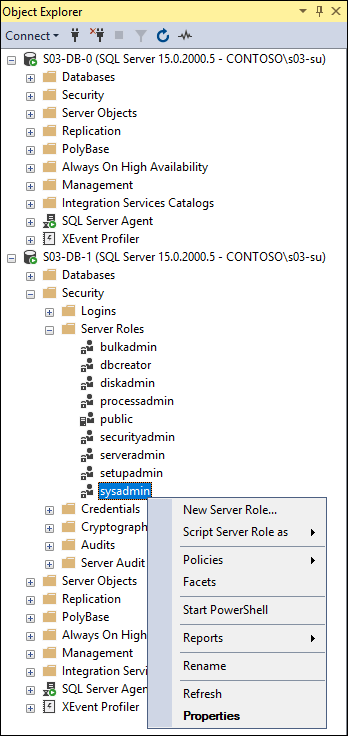 Object Explorer
Connect
S03-DB-0 (SQL Server 15.0.2000.5 - CONTOSO\s03-su)
Databases
Security
Server Objects
Replication
PolyBase
Always On High Availability
Management
Integration Services Catalogs
SQL Server Agent
XEvent Profiler
S03-DB-1 (SQL Server 15.0.2000.5 - CONTOSO\s03-su)
Databases
Security
Logins
Server Roles
bulkadmin
dbcreator
diskadmin
processadmin
public
securityadmin
serveradmin
setupadmin
sysadmin
Credentials
Cryptograph
Audits
Server Audit
Server Objects
Replication
PolyBase
Always On High
Management
Integration Servi
SQL Server Agen
XEvent Profiler
New Server Role...
Script Server Role as
Policies
Facets
Start PowerShell
Reports
Rename
Refresh
Properties